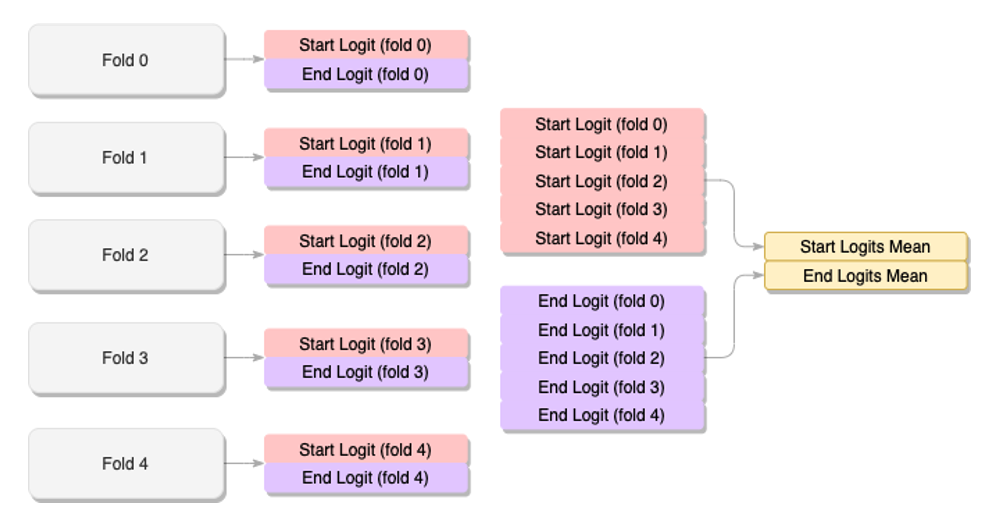 Fold 0
Start Logit (fold 0)
End Logit (fold 0)
Fold 1
Start Logit (fold 1)
End Logit (fold 1)
Fold 2
Start Logit (fold 2)
End Logit (fold 2)
Fold 3
Start Logit (fold 3)
End Logit (fold 3)
Fold 4
Start Logit (fold 4)
End Logit (fold 4)
Start Logit (fold 0)
Start Logit (fold 1)
Start Logit (fold 2)
Start Logit (fold 3)
Start Logit (fold 4)
End Logit (fold 0)
End Logit (fold 1)
End Logit (fold 2)
End Logit (fold 3)
End Logit (fold 4)
Start Logits Mean
End Logits Mean